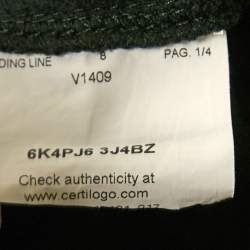 DING LINE 8 PAG. 1/4
V1409
6K4PJ6 3J4BZ
Check authenticity at
www.certilogo.com